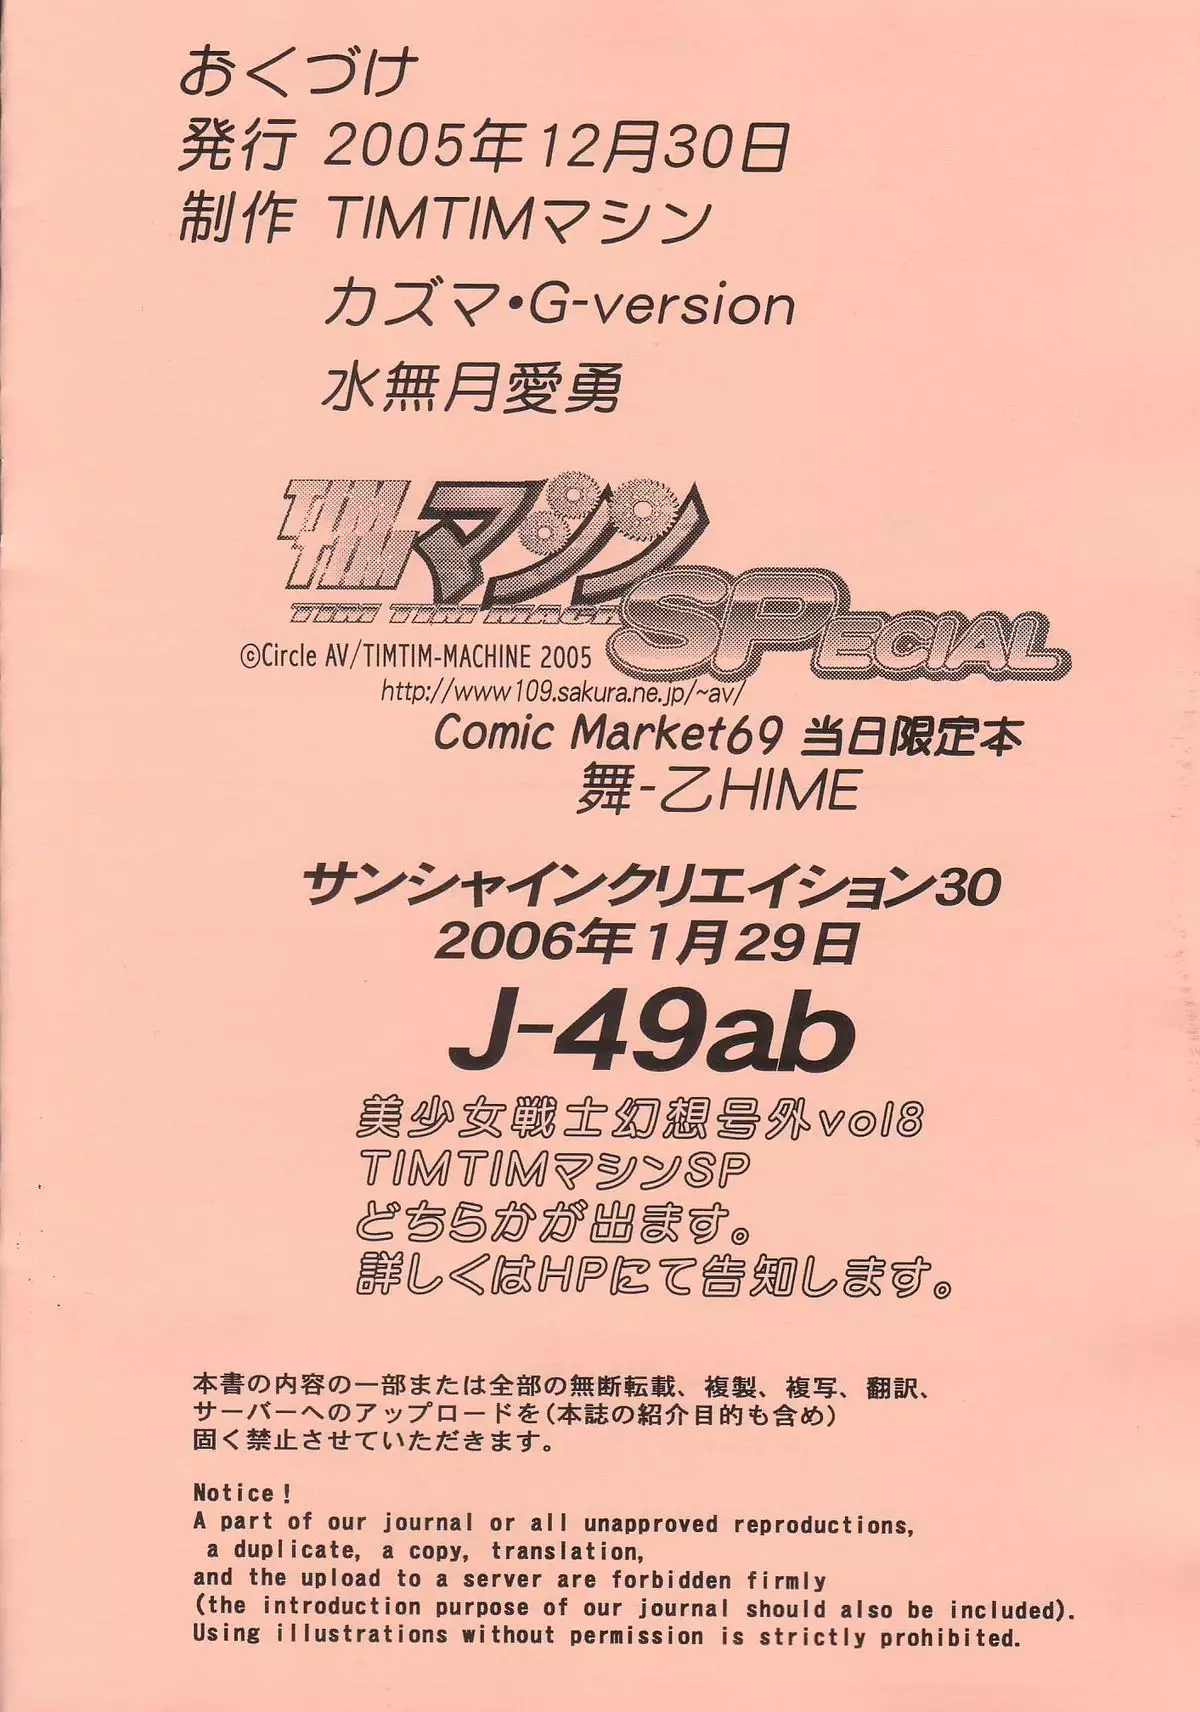 おくづけ
発行 2005年12月30日
制作 TIMTIMマシン
カズマ・G-version
水無月愛勇
TIM
TIM マシン
TIM TIM MACH
SPECIAL
©Circle AV/TIMTIM-MACHINE 2005
http://www109.sakura.ne.jp/~av/
Comic Market69 当日限定本
舞-乙HIME
サンシャインクリエイション30
2006年1月29日
J-49ab
美少女戦士幻想号外vol8
TIMTIMマシンSP
どちらかが出ます。
詳しくはHPにて告知します。
本書の内容の一部または全部の無断転載、複製、複写、翻訳、
サーバーへのアップロードを(本誌の紹介目的も含め)
固く禁止させていただきます。
Notice!
A part of our journal or all unapproved reproductions,
a duplicate, a copy, translation,
and the upload to a server are forbidden firmly
(the introduction purpose of our journal should also be included).
Using illustrations without permission is strictly prohibited.